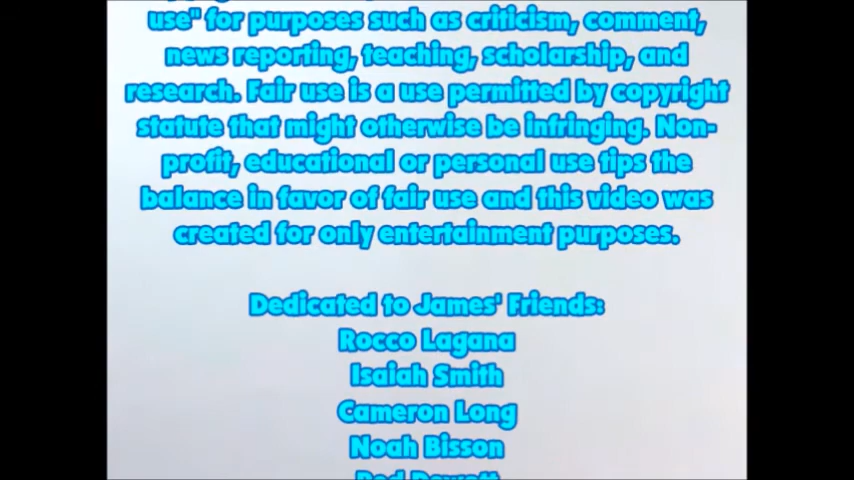 use" for purposes such as criticism, comment,
news reporting, teaching, scholarship, and
research. Fair use is a use permitted by copyright
statute that might otherwise be infringing. Non-
profit, educational or personal use tips the
balance in favor of fair use and this video was
created for only entertainment purposes.
Dedicated to James' Friends:
Rocco Lagana
Isaiah Smith
Cameron Long
Noah Bisson